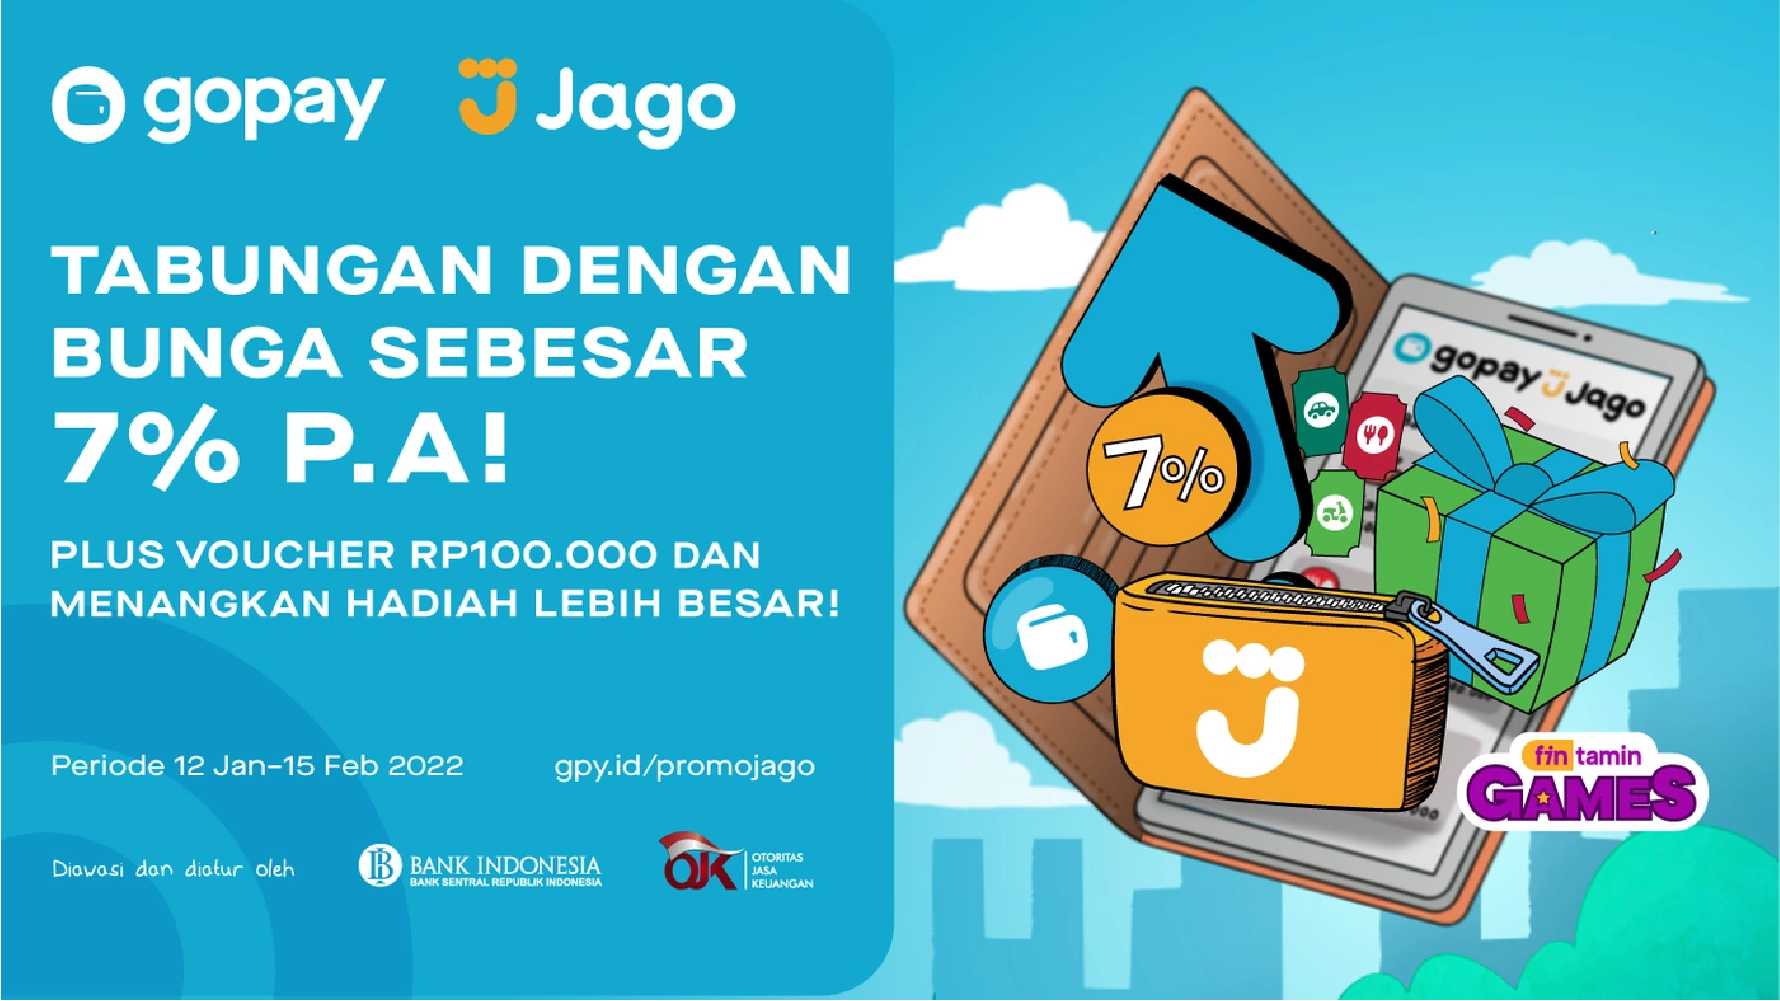 gopay Jago
TABUNGAN DENGAN
BUNGA SEBESAR
7% P.A!
PLUS VOUCHER RP100.000 DAN
MENANGKAN HADIAH LEBIH BESAR!
Periode 12 Jan–15 Feb 2022 gpy.id/promojago
Diawasi dan diatur oleh
BANK INDONESIA
BANK SENTRAL REPUBLIK INDONESIA
OJK
OTORITAS
JASA
KEUANGAN
gopay Jago
7%
fintamin
GAMES